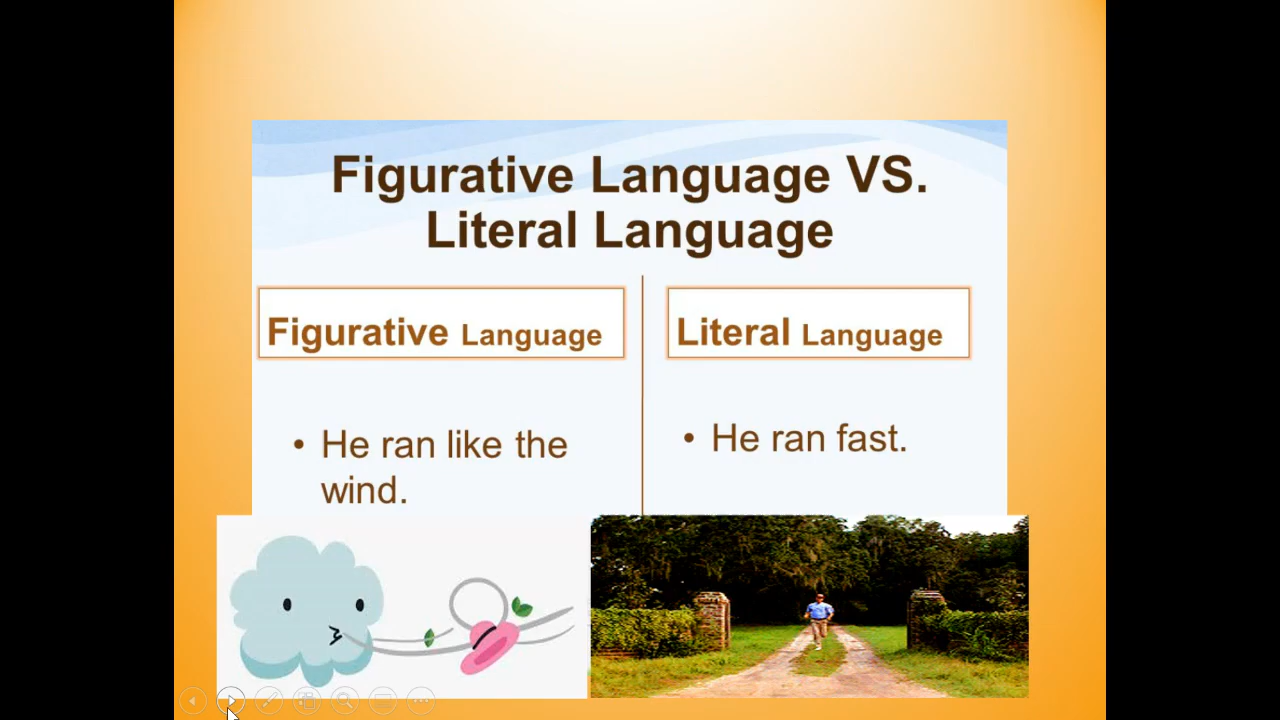 Figurative Language VS.
Literal Language
Figurative Language
Literal Language
• He ran like the
wind.
• He ran fast.